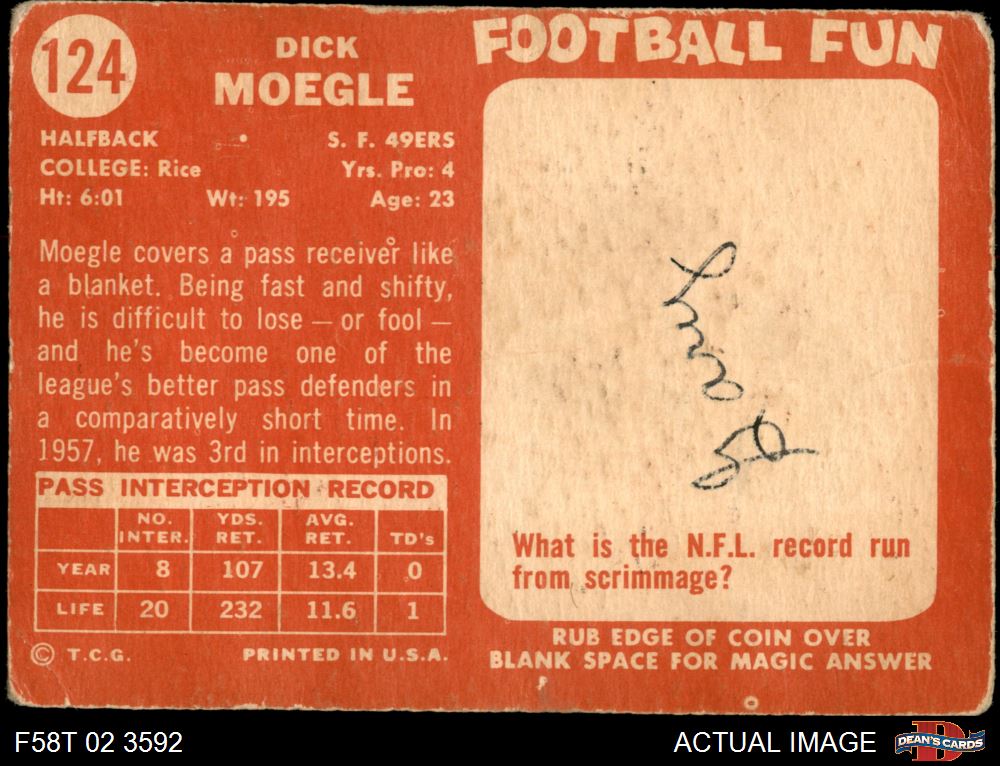 124
DICK
MOEGLE
HALFBACK S. F. 49ERS
COLLEGE: Rice Yrs. Pro: 4
Ht: 6:01 Wt: 195 Age: 23
Moegle covers a pass receiver like
a blanket. Being fast and shifty,
he is difficult to lose — or fool —
and he's become one of the
league's better pass defenders in
a comparatively short time. In
1957, he was 3rd in interceptions.
PASS INTERCEPTION RECORD
NO. INTER. YDS. RET. AVG. RET. TD's
YEAR 8 107 13.4 0
LIFE 20 232 11.6 1
© T.C.G. PRINTED IN U.S.A.
FOOTBALL FUN
What is the N.F.L. record run
from scrimmage?
RUB EDGE OF COIN OVER
BLANK SPACE FOR MAGIC ANSWER
F58T 02 3592 ACTUAL IMAGE DEAN'S CARDS